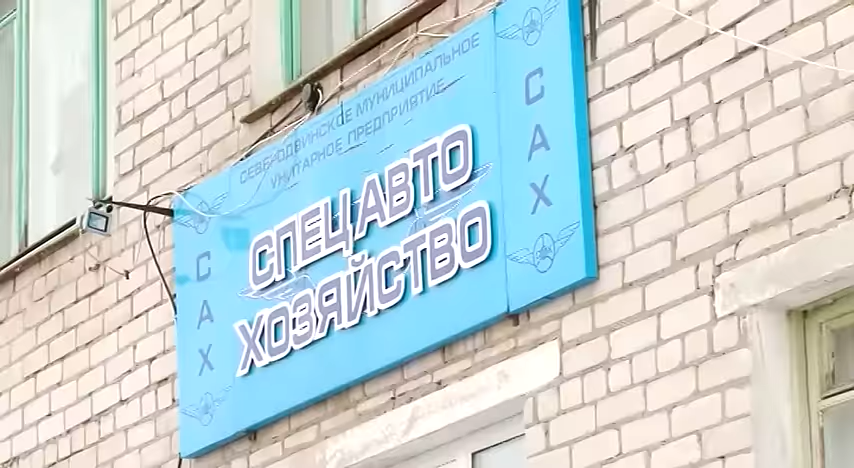 СЕВЕРОДВИНСКОЕ МУНИЦИПАЛЬНОЕ
УНИТАРНОЕ ПРЕДПРИЯТИЕ
СПЕЦАВТО
ХОЗЯЙСТВО
САХ
САХ